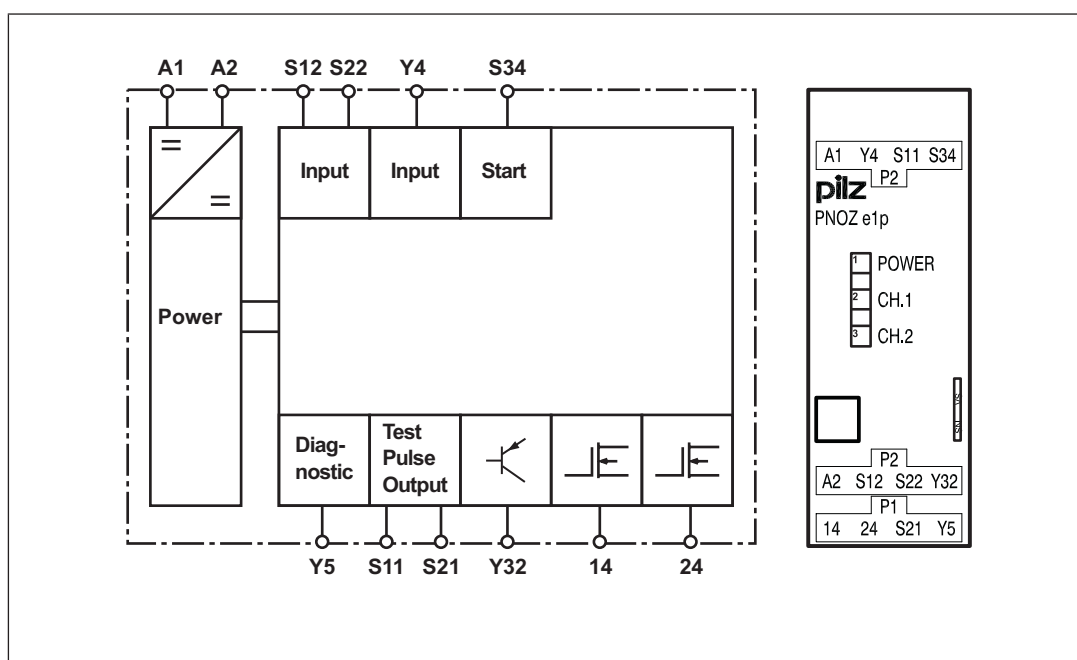 A1 A2 S12 S22 Y4 S34
Input Input Start
Power
Diag-
nostic
Test
Pulse
Output
Y5 S11 S21 Y32 14 24
A1 Y4 S11 S34
P2
pilz
PNOZ e1p
1 POWER
2 CH.1
3 CH.2
P2
A2 S12 S22 Y32
P1
14 24 S21 Y5